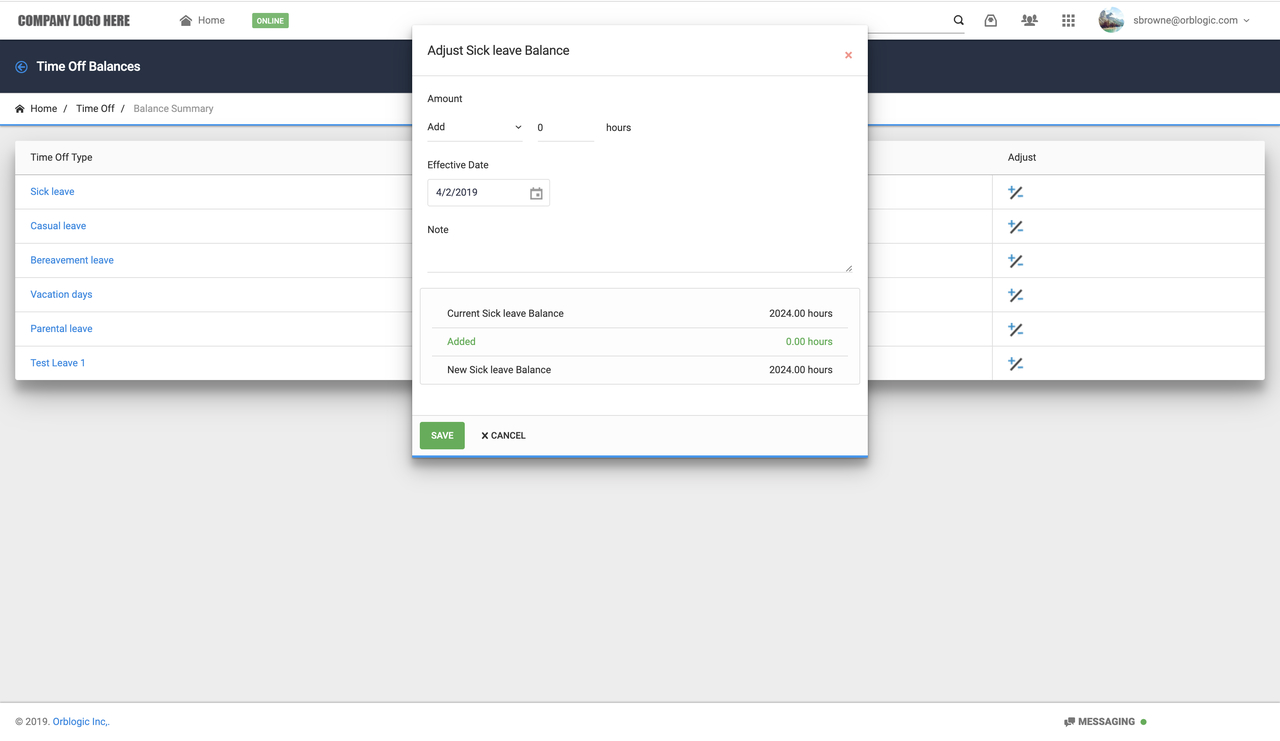 COMPANY LOGO HERE
Home
ONLINE
sbrowne@orblogic.com
Time Off Balances
Home / Time Off / Balance Summary
Time Off Type
Adjust
Sick leave
Casual leave
Bereavement leave
Vacation days
Parental leave
Test Leave 1
Adjust Sick leave Balance
Amount
Add 0 hours
Effective Date
4/2/2019
Note
Current Sick leave Balance 2024.00 hours
Added 0.00 hours
New Sick leave Balance 2024.00 hours
SAVE CANCEL
© 2019. Orblogic Inc,.
MESSAGING